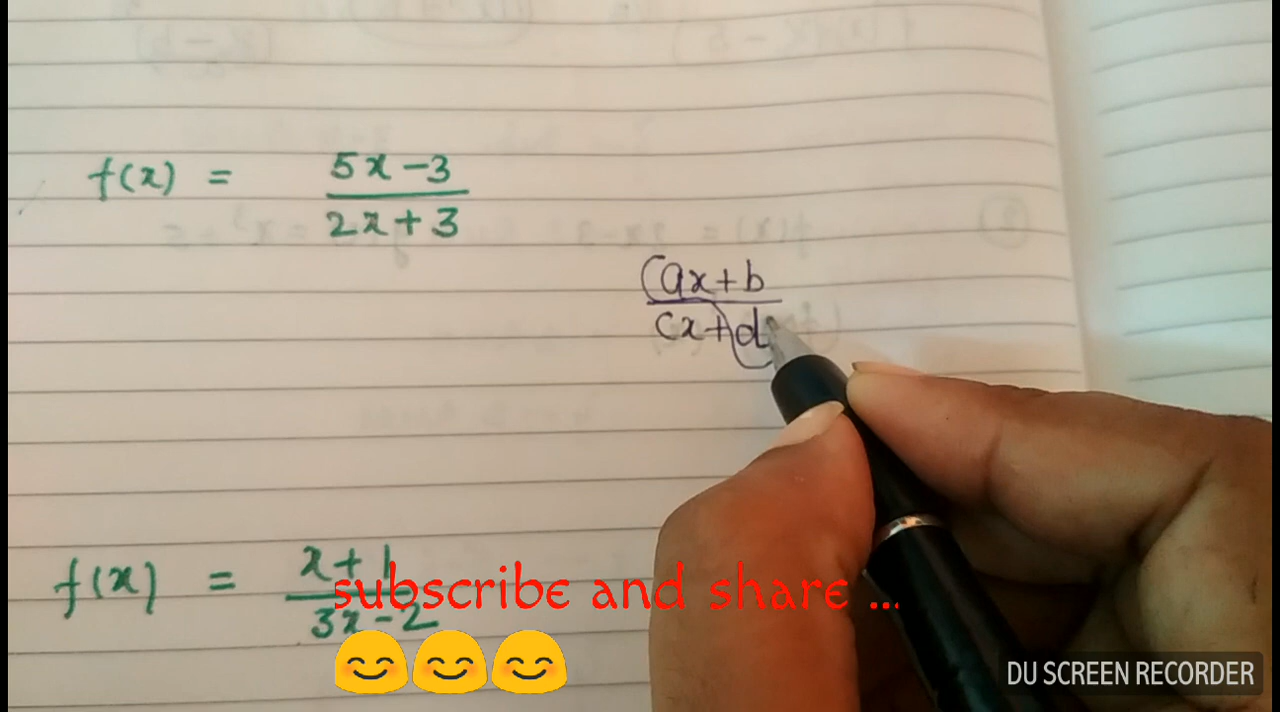 f(x) = 5x-3
2x+3
(ax+b
cx+d
f(x) = x+1
3x-2
subscribe and share ...
DU SCREEN RECORDER